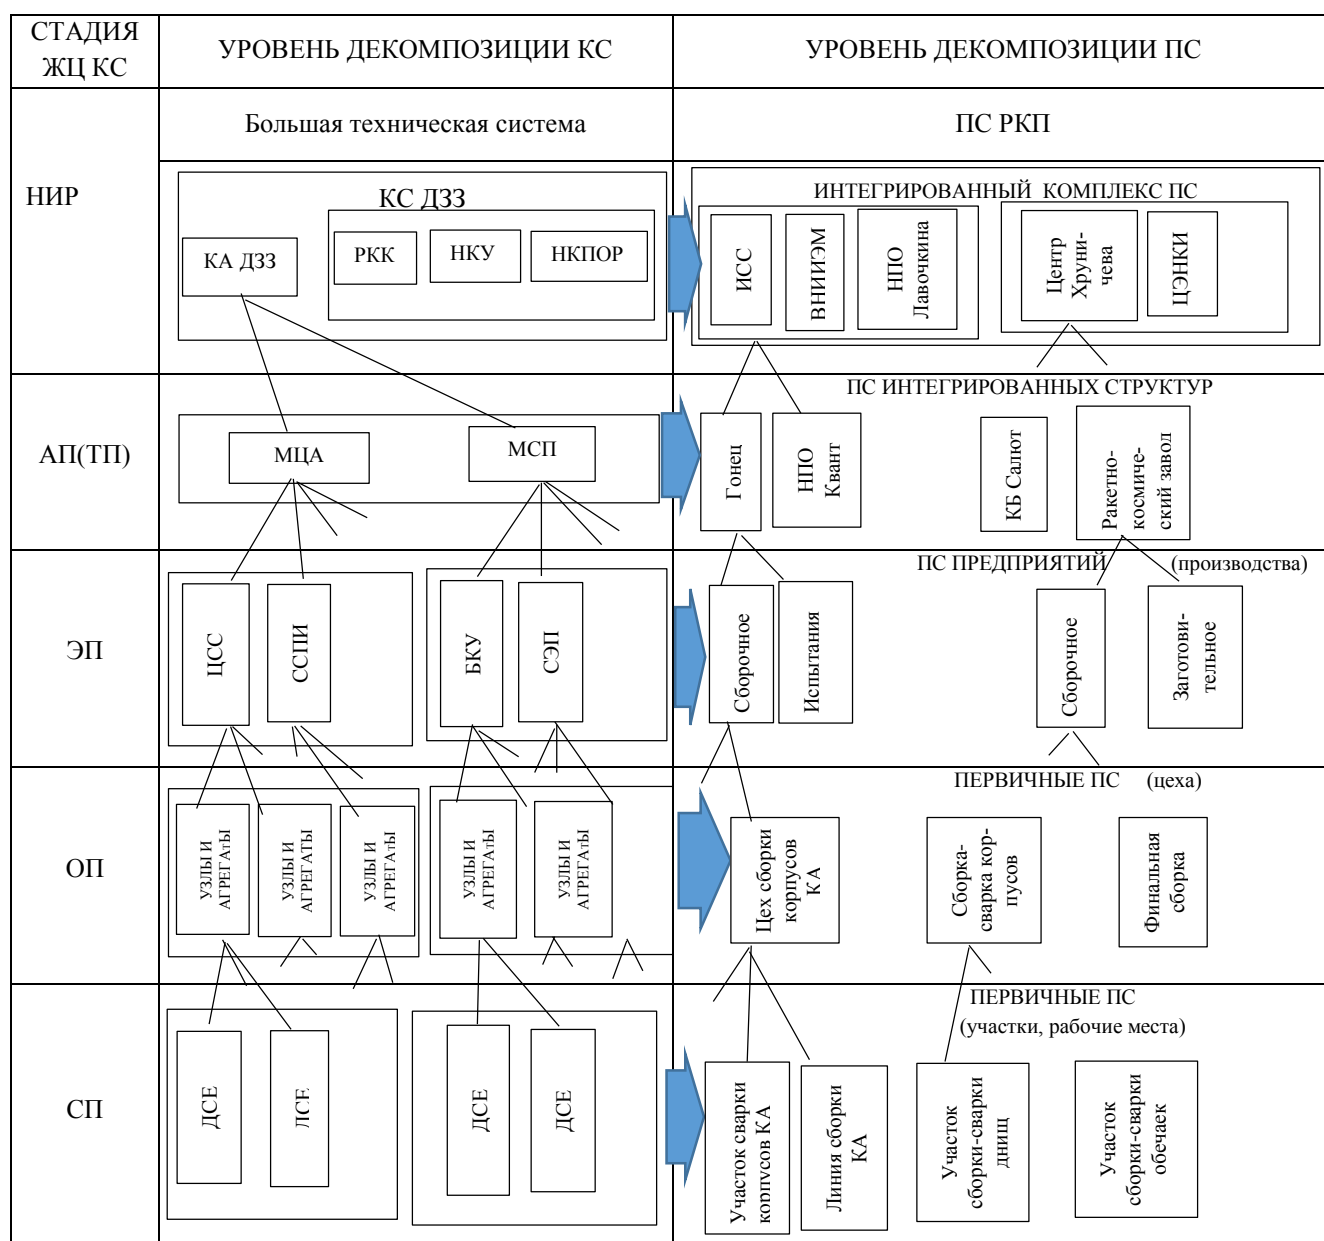 СТАДИЯ
ЖЦ КС
УРОВЕНЬ ДЕКОМПОЗИЦИИ КС
УРОВЕНЬ ДЕКОМПОЗИЦИИ ПС
НИР
Большая техническая система
ПС РКП
КС ДЗЗ
КА ДЗЗ
РКК
НКУ
НКПОР
ИНТЕГРИРОВАННЫЙ КОМПЛЕКС ПС
ИСС
ВНИИЭМ
НПО
Лавочкина
Центр
Хруни-
чева
ЦЭНКИ
АП(ТП)
МЦА
МСП
ПС ИНТЕГРИРОВАННЫХ СТРУКТУР
Гонец
НПО
Квант
КБ Салют
Ракетно-
космиче-
ский завод
ЭП
ЦСС
ССПИ
БКУ
СЭП
ПС ПРЕДПРИЯТИЙ (производства)
Сборочное
Испытания
Сборочное
Заготови-
тельное
ОП
УЗЛЫ И
АГРЕГАтЫ
УЗЛЫ И
АГРЕГАТЫ
УЗЛЫ И
АГРЕГАтЫ
УЗЛЫ И
АГРЕГАтЫ
УЗЛЫ И
АГРЕГАтЫ
ПЕРВИЧНЫЕ ПС (цеха)
Цех сборки
корпусов
КА
Сборка-
сварка кор-
пусов
Финальная
сборка
СП
ДСЕ
ДСЕ
ДСЕ
ДСЕ
ПЕРВИЧНЫЕ ПС
(участки, рабочие места)
Участок сварки
корпусов КА
Линия сборки
КА
Участок
сборки-сварки
днищ
Участок
сборки-сварки
обечаек